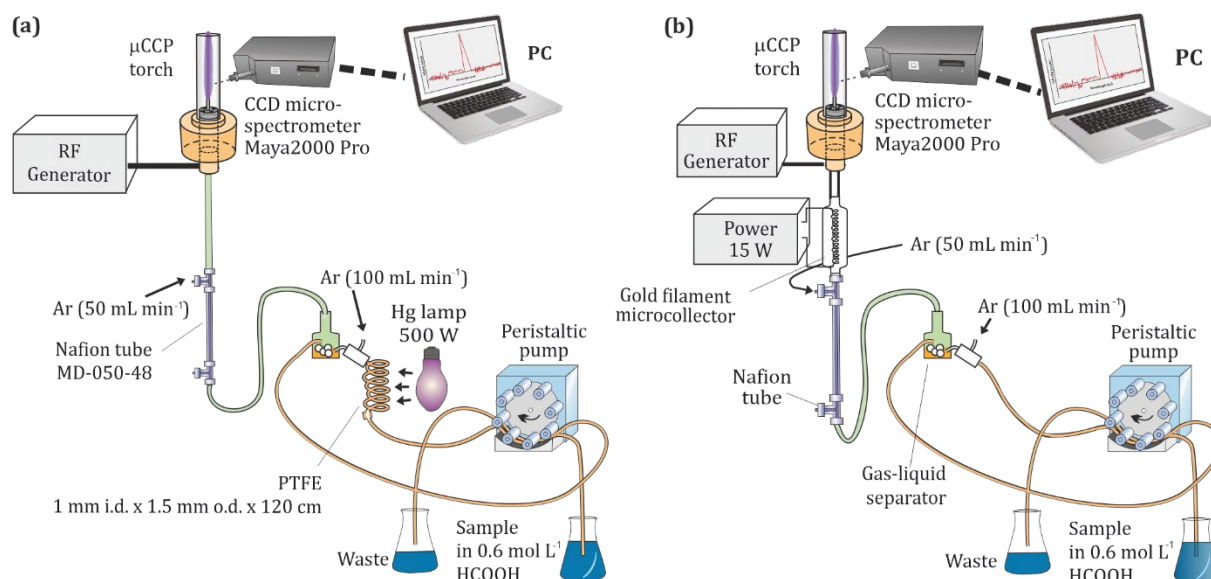 (a)
μCCP
torch
PC
CCD micro-
spectrometer
Maya2000 Pro
RF
Generator
Ar (50 mL min⁻¹)
Ar (100 mL min⁻¹)
Hg lamp
500 W
Peristaltic
pump
Nafion tube
MD-050-48
PTFE
1 mm i.d. x 1.5 mm o.d. x 120 cm
Waste
Sample
in 0.6 mol L⁻¹
HCOOH
(b)
μCCP
torch
PC
CCD micro-
spectrometer
Maya2000 Pro
RF
Generator
Power
15 W
Ar (50 mL min⁻¹)
Gold filament
microcollector
Ar (100 mL min⁻¹)
Peristaltic
pump
Nafion
tube
Gas-liquid
separator
Waste
Sample
in 0.6 mol L⁻¹
HCOOH